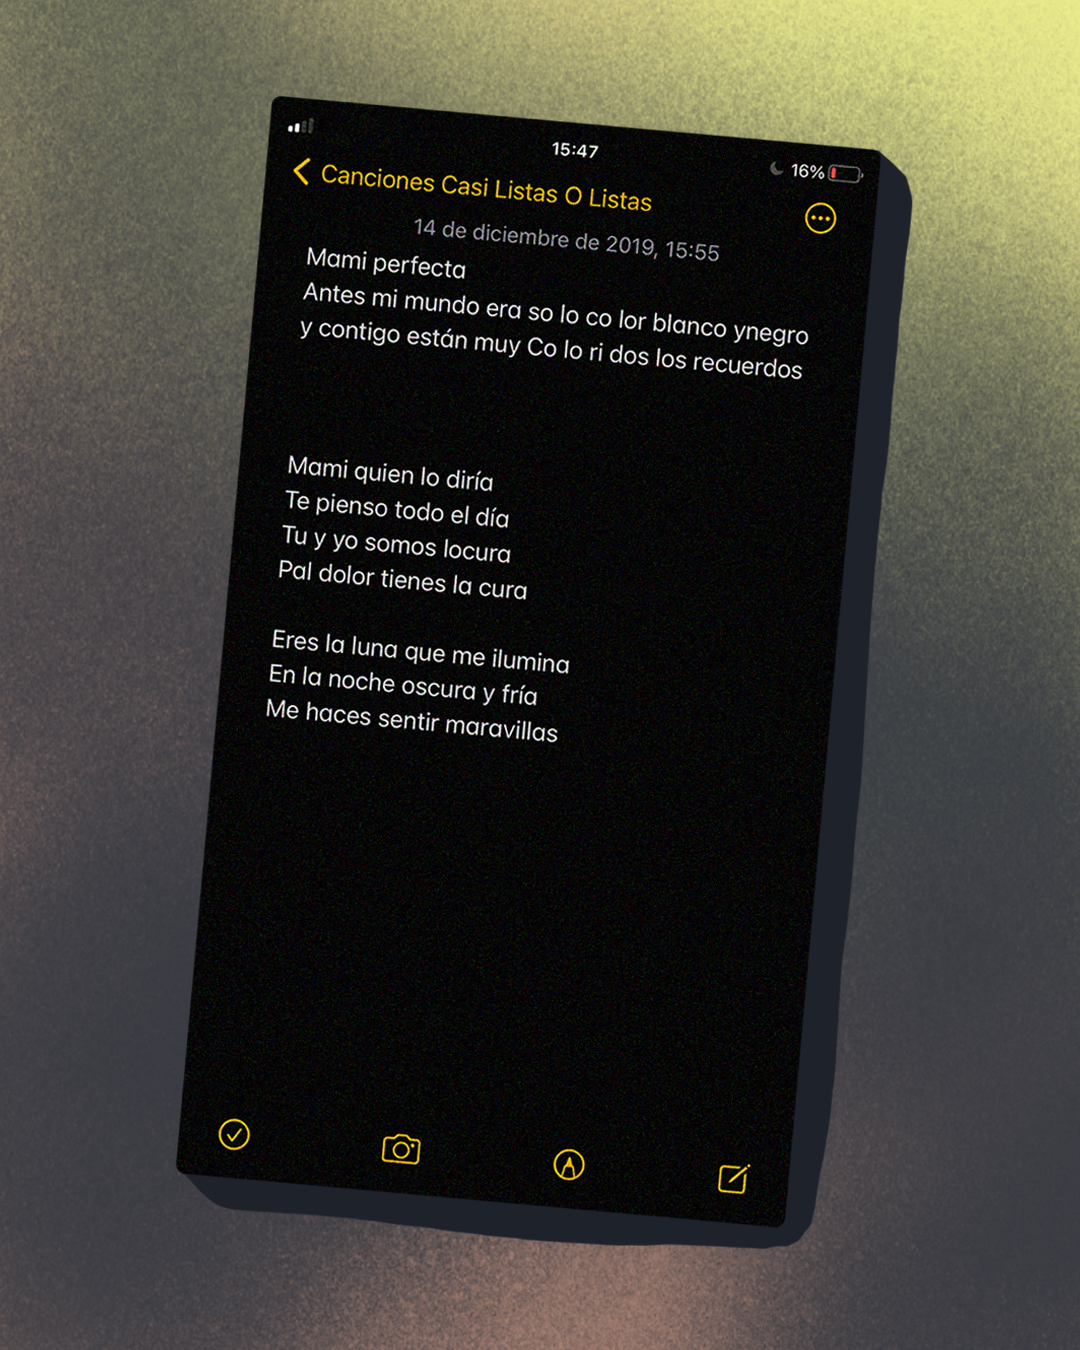 15:47
16%
Canciones Casi Listas O Listas
14 de diciembre de 2019, 15:55
Mami perfecta
Antes mi mundo era so lo co lor blanco ynegro
y contigo están muy Co lo ri dos los recuerdos
Mami quien lo diría
Te pienso todo el día
Tu y yo somos locura
Pal dolor tienes la cura
Eres la luna que me ilumina
En la noche oscura y fría
Me haces sentir maravillas